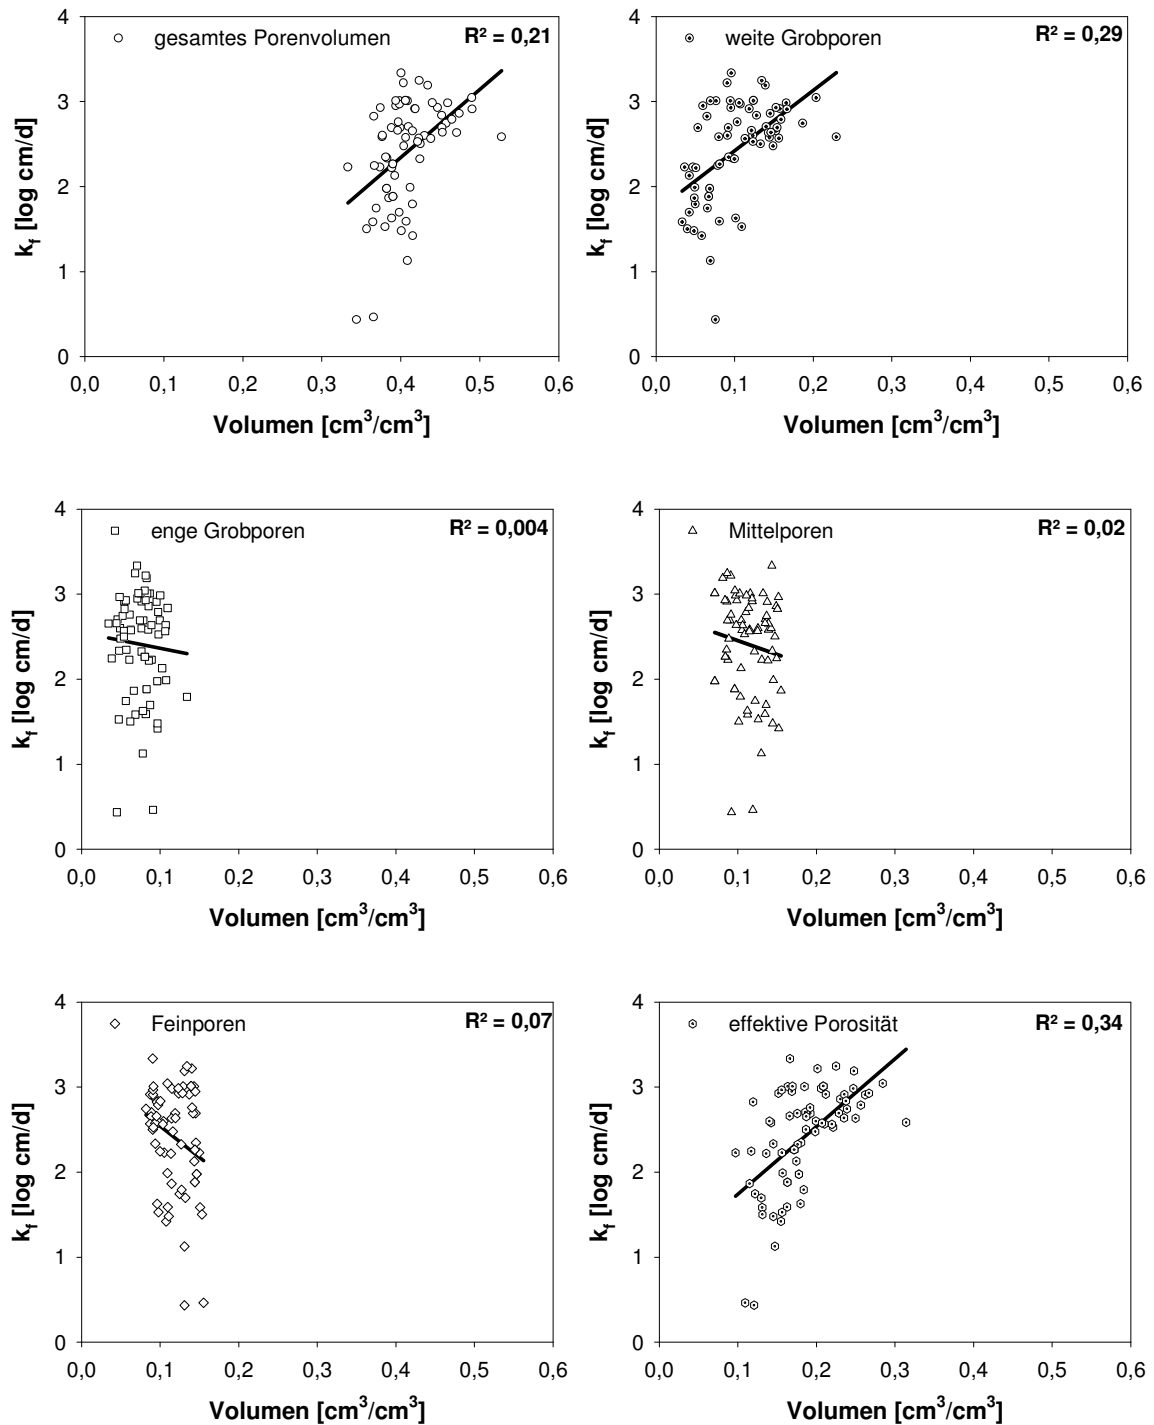 gesamtes Porenvolumen R² = 0,21
4
3
2
1
0
k_f [log cm/d]
0,0 0,1 0,2 0,3 0,4 0,5 0,6
Volumen [cm³/cm³]
weite Grobporen R² = 0,29
4
3
2
1
0
k_f [log cm/d]
0,0 0,1 0,2 0,3 0,4 0,5 0,6
Volumen [cm³/cm³]
enge Grobporen R² = 0,004
4
3
2
1
0
k_f [log cm/d]
0,0 0,1 0,2 0,3 0,4 0,5 0,6
Volumen [cm³/cm³]
Mittelporen R² = 0,02
4
3
2
1
0
k_f [log cm/d]
0,0 0,1 0,2 0,3 0,4 0,5 0,6
Volumen [cm³/cm³]
Feinporen R² = 0,07
4
3
2
1
0
k_f [log cm/d]
0,0 0,1 0,2 0,3 0,4 0,5 0,6
Volumen [cm³/cm³]
effektive Porosität R² = 0,34
4
3
2
1
0
k_f [log cm/d]
0,0 0,1 0,2 0,3 0,4 0,5 0,6
Volumen [cm³/cm³]